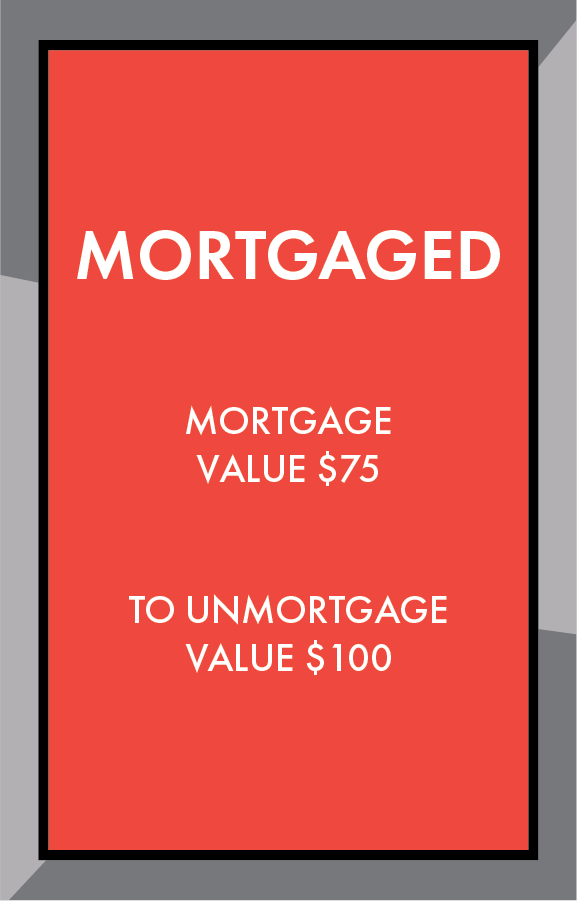 MORTGAGED
MORTGAGE
VALUE $75
TO UNMORTGAGE
VALUE $100